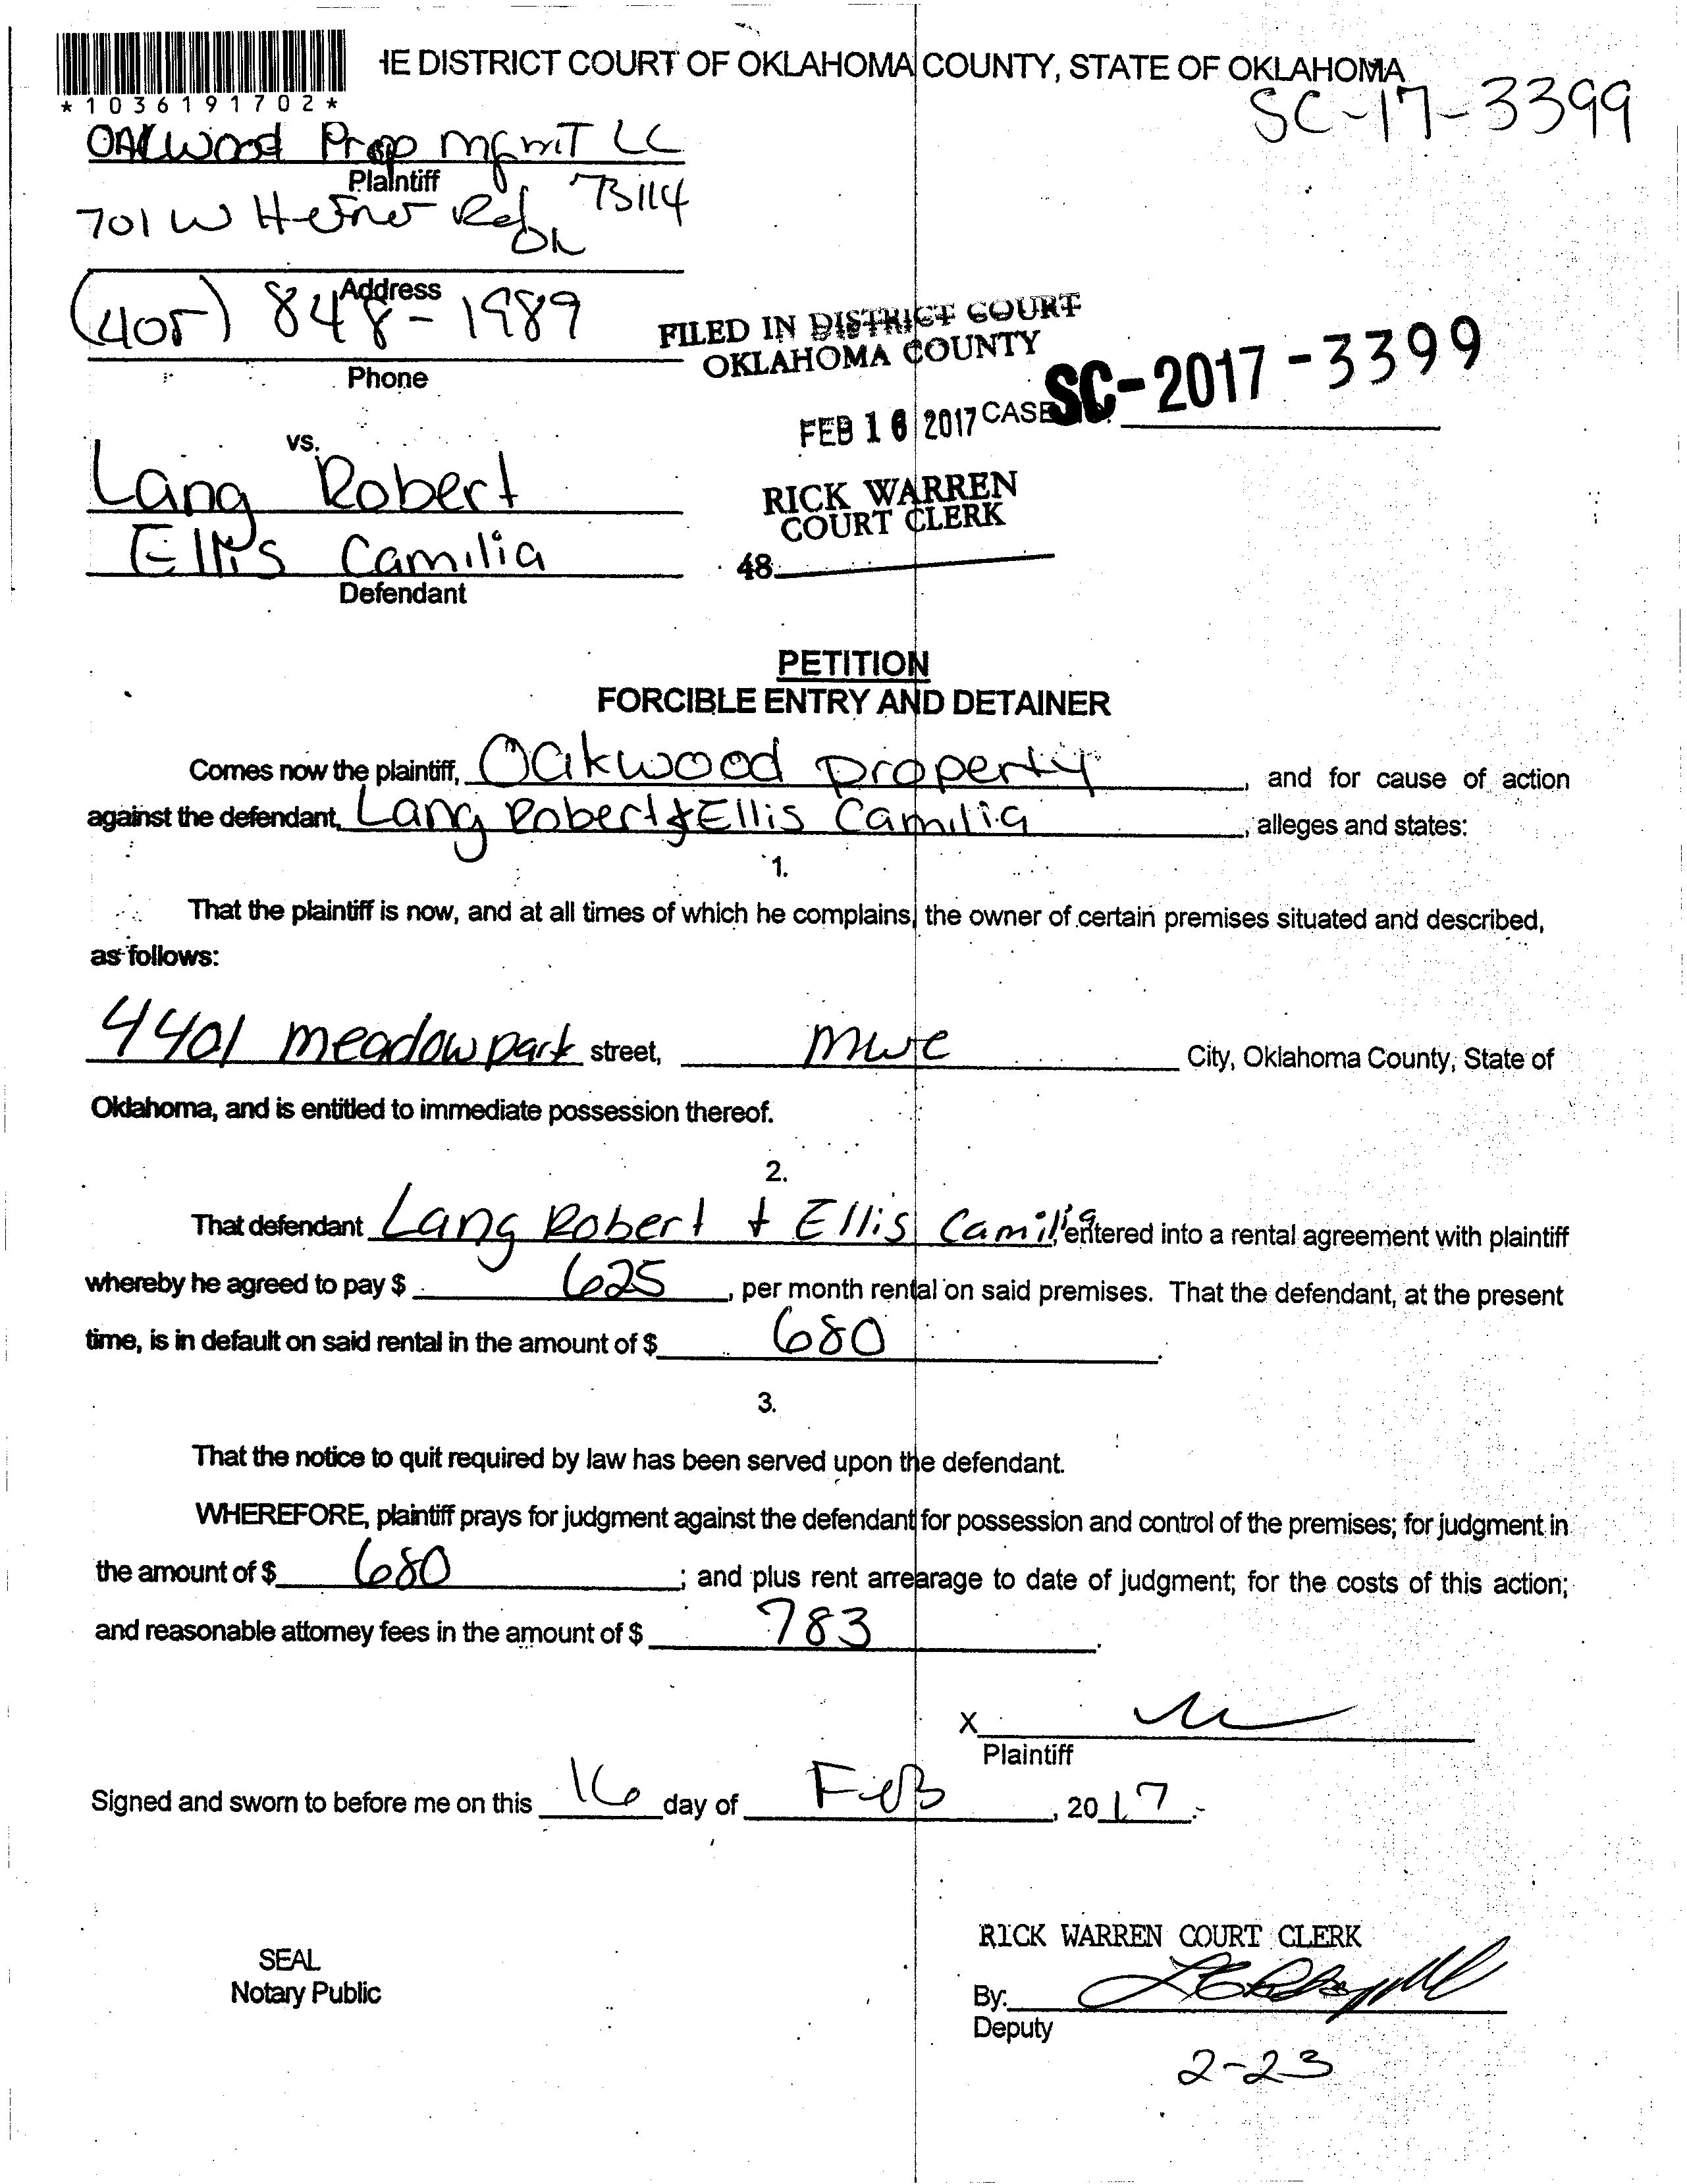 IE DISTRICT COURT OF OKLAHOMA COUNTY, STATE OF OKLAHOMA
*1036191702*
SC-17-3399
OAKWood Prop MgmT LC
Plaintiff
701 W Hefner Rd 73114
OK
Address
(405) 848-1989
Phone
FILED IN DISTRICT COURT
OKLAHOMA COUNTY
FEB 16 2017 CASE SC-2017-3399
vs.
Lang Robert
RICK WARREN
COURT CLERK
Ellis Camilia
48
Defendant
PETITION
FORCIBLE ENTRY AND DETAINER
Comes now the plaintiff, Oakwood property, and for cause of action
against the defendant, Lang Robert & Ellis Camilia, alleges and states:
1.
That the plaintiff is now, and at all times of which he complains, the owner of certain premises situated and described,
as follows:
4401 meadowpark street, mwc City, Oklahoma County, State of
Oklahoma, and is entitled to immediate possession thereof.
2.
That defendant Lang Robert + Ellis Camilia entered into a rental agreement with plaintiff
whereby he agreed to pay $ 625, per month rental on said premises. That the defendant, at the present
time, is in default on said rental in the amount of $ 680.
3.
That the notice to quit required by law has been served upon the defendant.
WHEREFORE, plaintiff prays for judgment against the defendant for possession and control of the premises; for judgment in
the amount of $ 680; and plus rent arrearage to date of judgment; for the costs of this action;
and reasonable attorney fees in the amount of $ 783.
X
Plaintiff
Signed and sworn to before me on this 16 day of FeB, 2017.
RICK WARREN COURT CLERK
SEAL
Notary Public
By:
Deputy
2-23